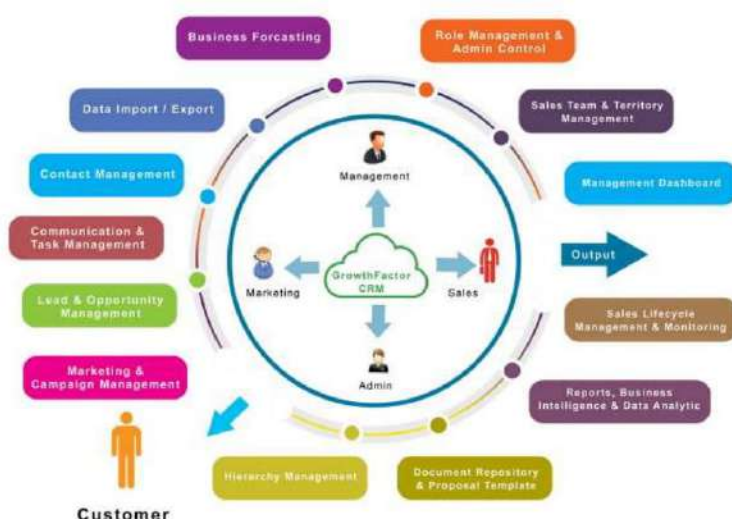 Business Forcasting
Role Management &
Admin Control
Data Import / Export
Sales Team & Territory
Management
Management
Contact Management
Management Dashboard
Communication &
Task Management
GrowthFactor
CRM
Output
Marketing
Sales
Lead & Opportunity
Management
Sales Lifecycle
Management & Monitoring
Marketing &
Campaign Management
Admin
Reports, Business
Intelligence & Data Analytic
Hierarchy Management
Document Repository
& Proposal Template
Customer